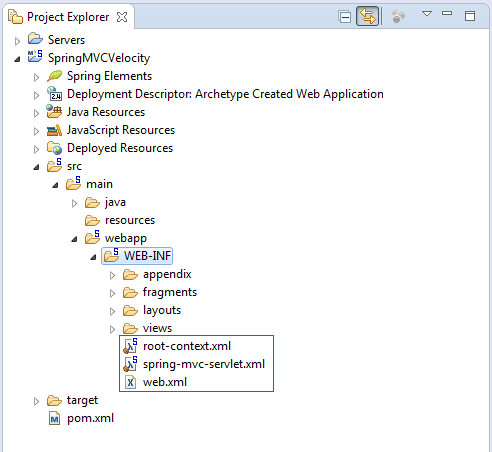 Project Explorer
Servers
SpringMVCVelocity
Spring Elements
Deployment Descriptor: Archetype Created Web Application
Java Resources
JavaScript Resources
Deployed Resources
src
main
java
resources
webapp
WEB-INF
appendix
fragments
layouts
views
root-context.xml
spring-mvc-servlet.xml
web.xml
target
pom.xml